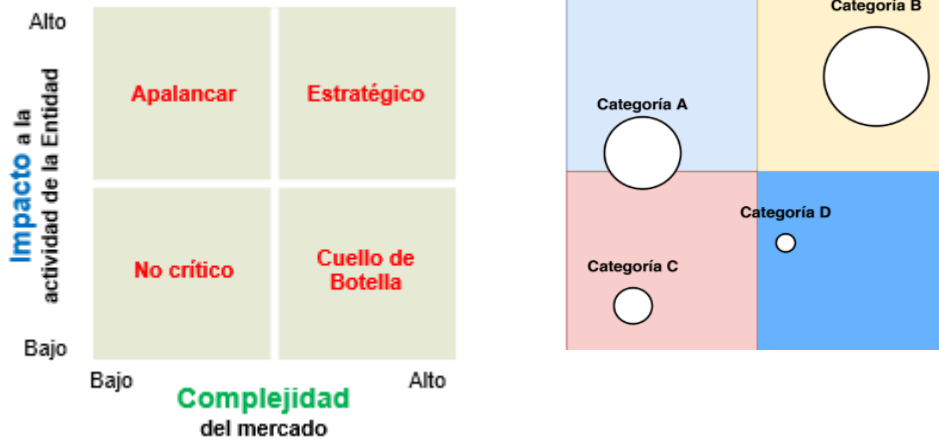 Alto
Impacto a la
actividad de la Entidad
Bajo
Apalancar
Estratégico
No crítico
Cuello de
Botella
Bajo
Alto
Complejidad
del mercado
Categoría B
Categoría A
Categoría D
Categoría C